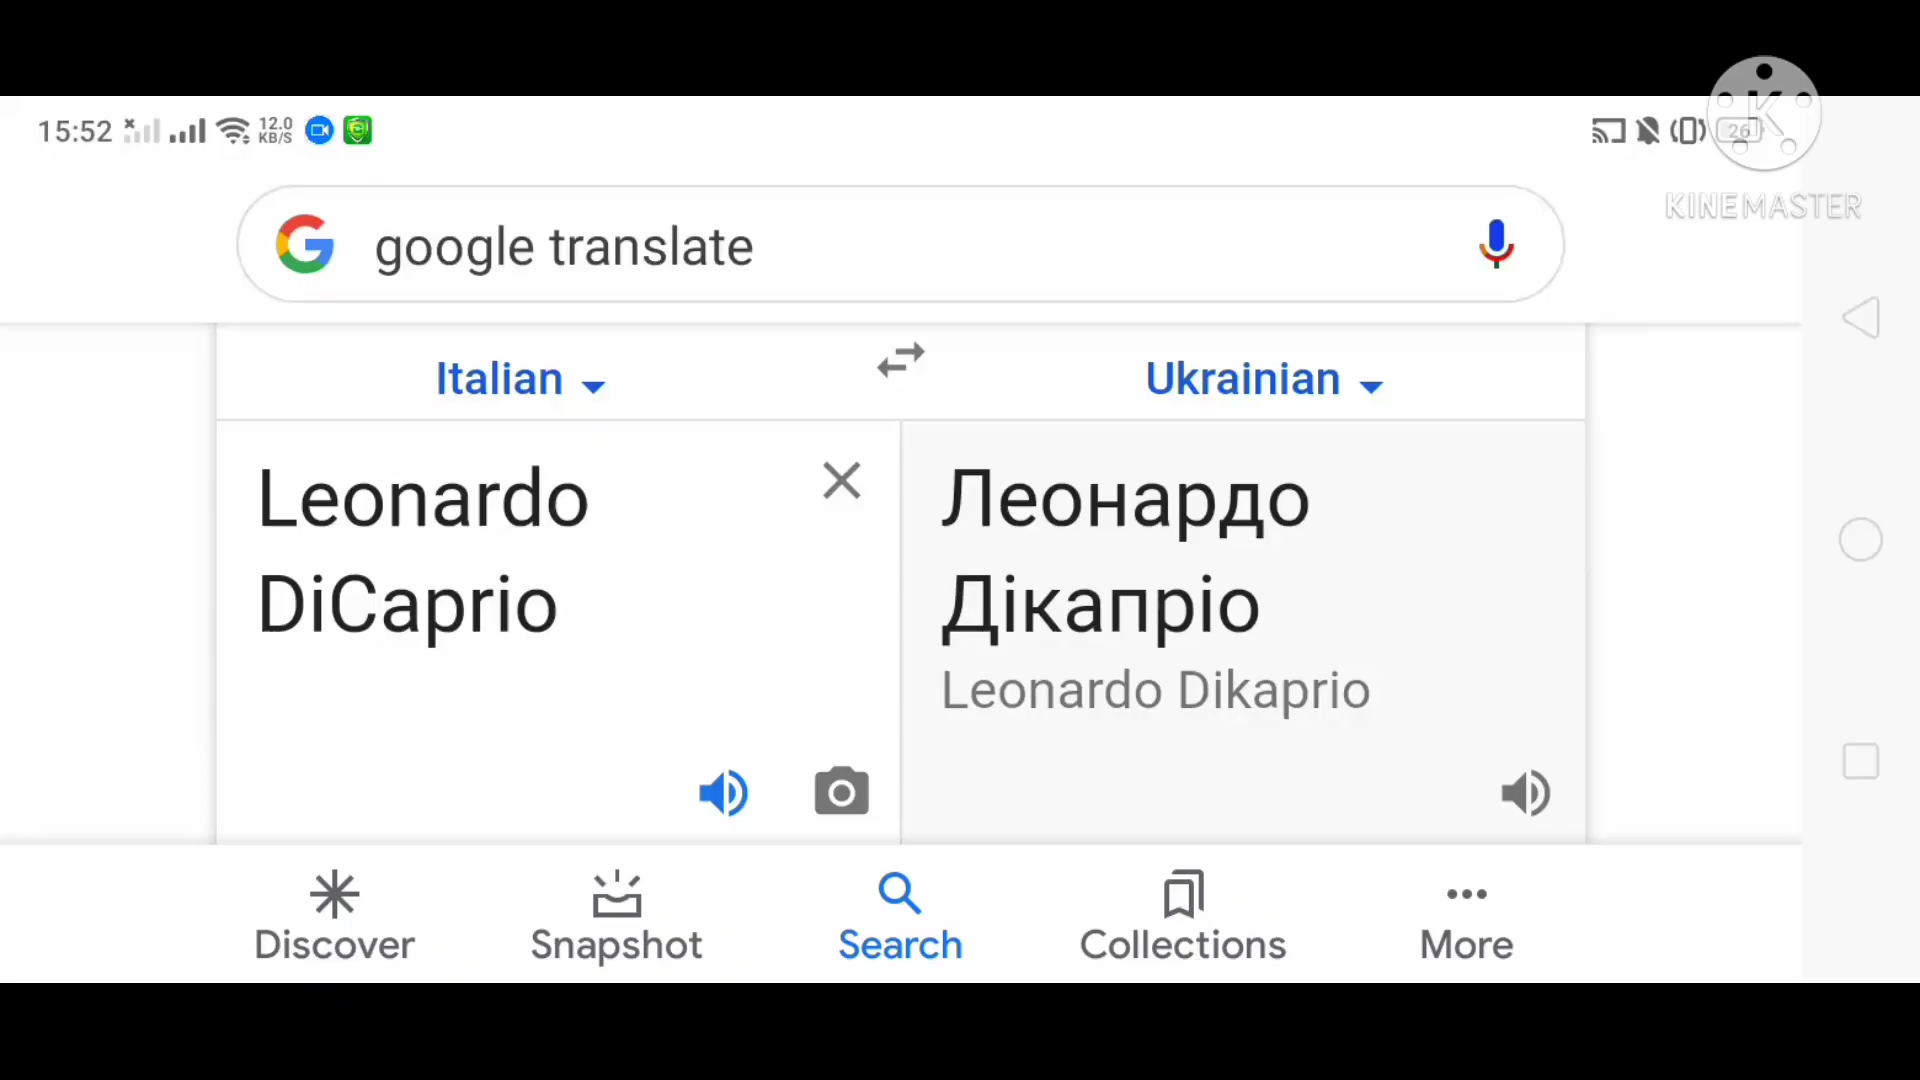 15:52 12.0 KB/S
26
KINEMASTER
google translate
Italian
Ukrainian
Leonardo
DiCaprio
Леонардо
Дікапріо
Leonardo Dikaprio
Discover
Snapshot
Search
Collections
More